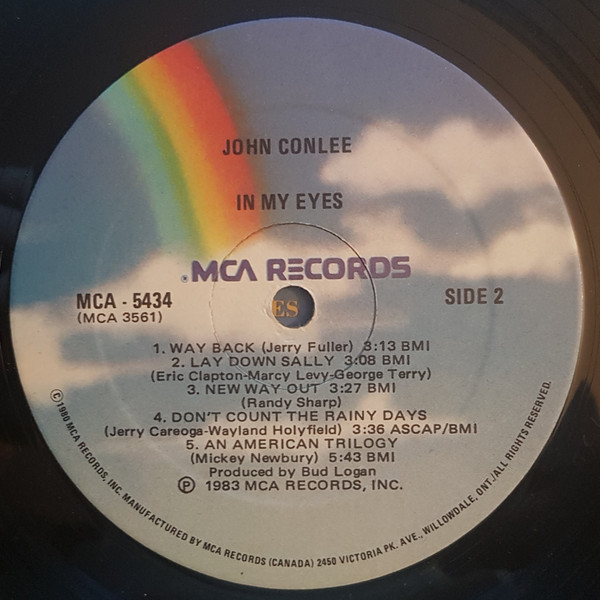 JOHN CONLEE
IN MY EYES
MCA RECORDS
MCA - 5434
(MCA 3561)
SIDE 2
ES
1. WAY BACK (Jerry Fuller) 3:13 BMI
2. LAY DOWN SALLY 3:08 BMI
(Eric Clapton-Marcy Levy-George Terry)
3. NEW WAY OUT 3:27 BMI
(Randy Sharp)
4. DON'T COUNT THE RAINY DAYS
(Jerry Careoga-Wayland Holyfield) 3:36 ASCAP/BMI
5. AN AMERICAN TRILOGY
(Mickey Newbury) 5:43 BMI
Produced by Bud Logan
Ⓟ 1983 MCA RECORDS, INC.
©1980 MCA RECORDS, INC. MANUFACTURED BY MCA RECORDS (CANADA) 2450 VICTORIA PK. AVE., WILLOWDALE, ONT./ALL RIGHTS RESERVED.